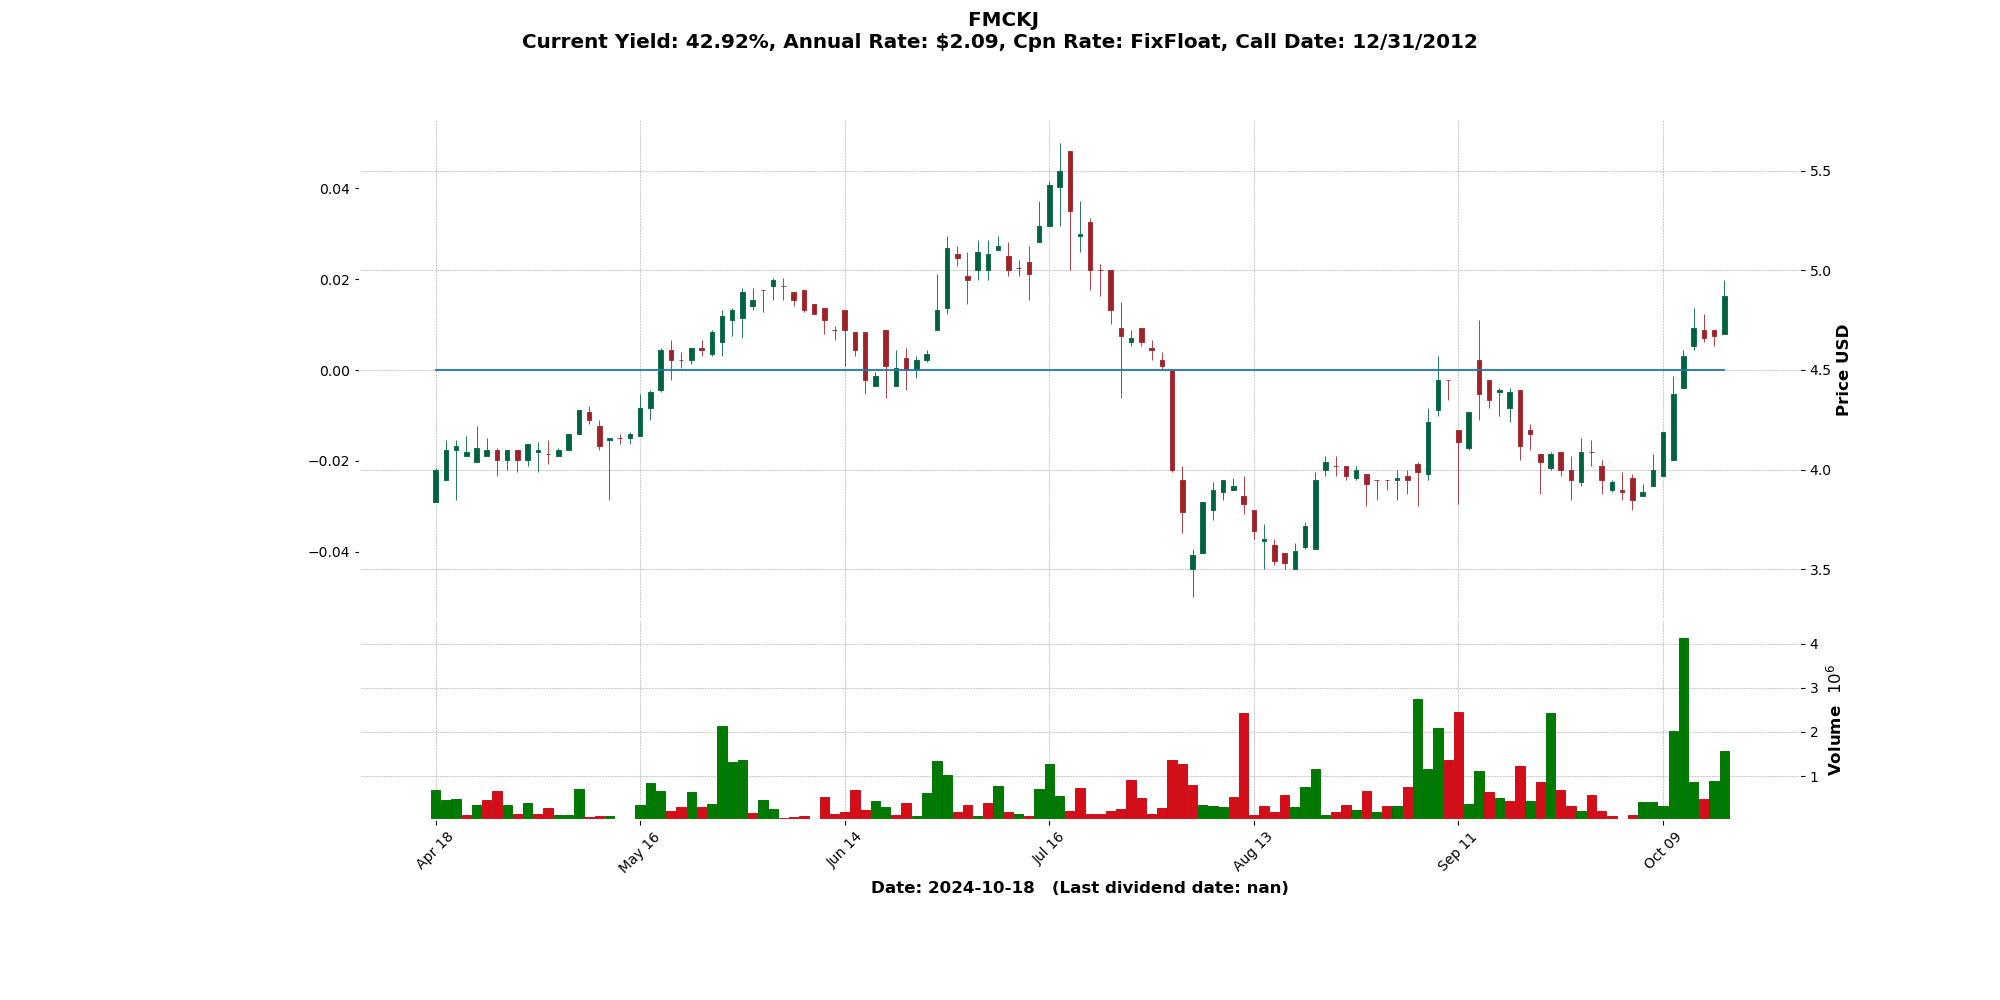 FMCKJ
Current Yield: 42.92%, Annual Rate: $2.09, Cpn Rate: FixFloat, Call Date: 12/31/2012
0.04
0.02
0.00
−0.02
−0.04
5.5
5.0
4.5
4.0
3.5
Price USD
4
3
2
1
Volume 10⁶
Apr 18
May 16
Jun 14
Jul 16
Aug 13
Sep 11
Oct 09
Date: 2024-10-18 (Last dividend date: nan)